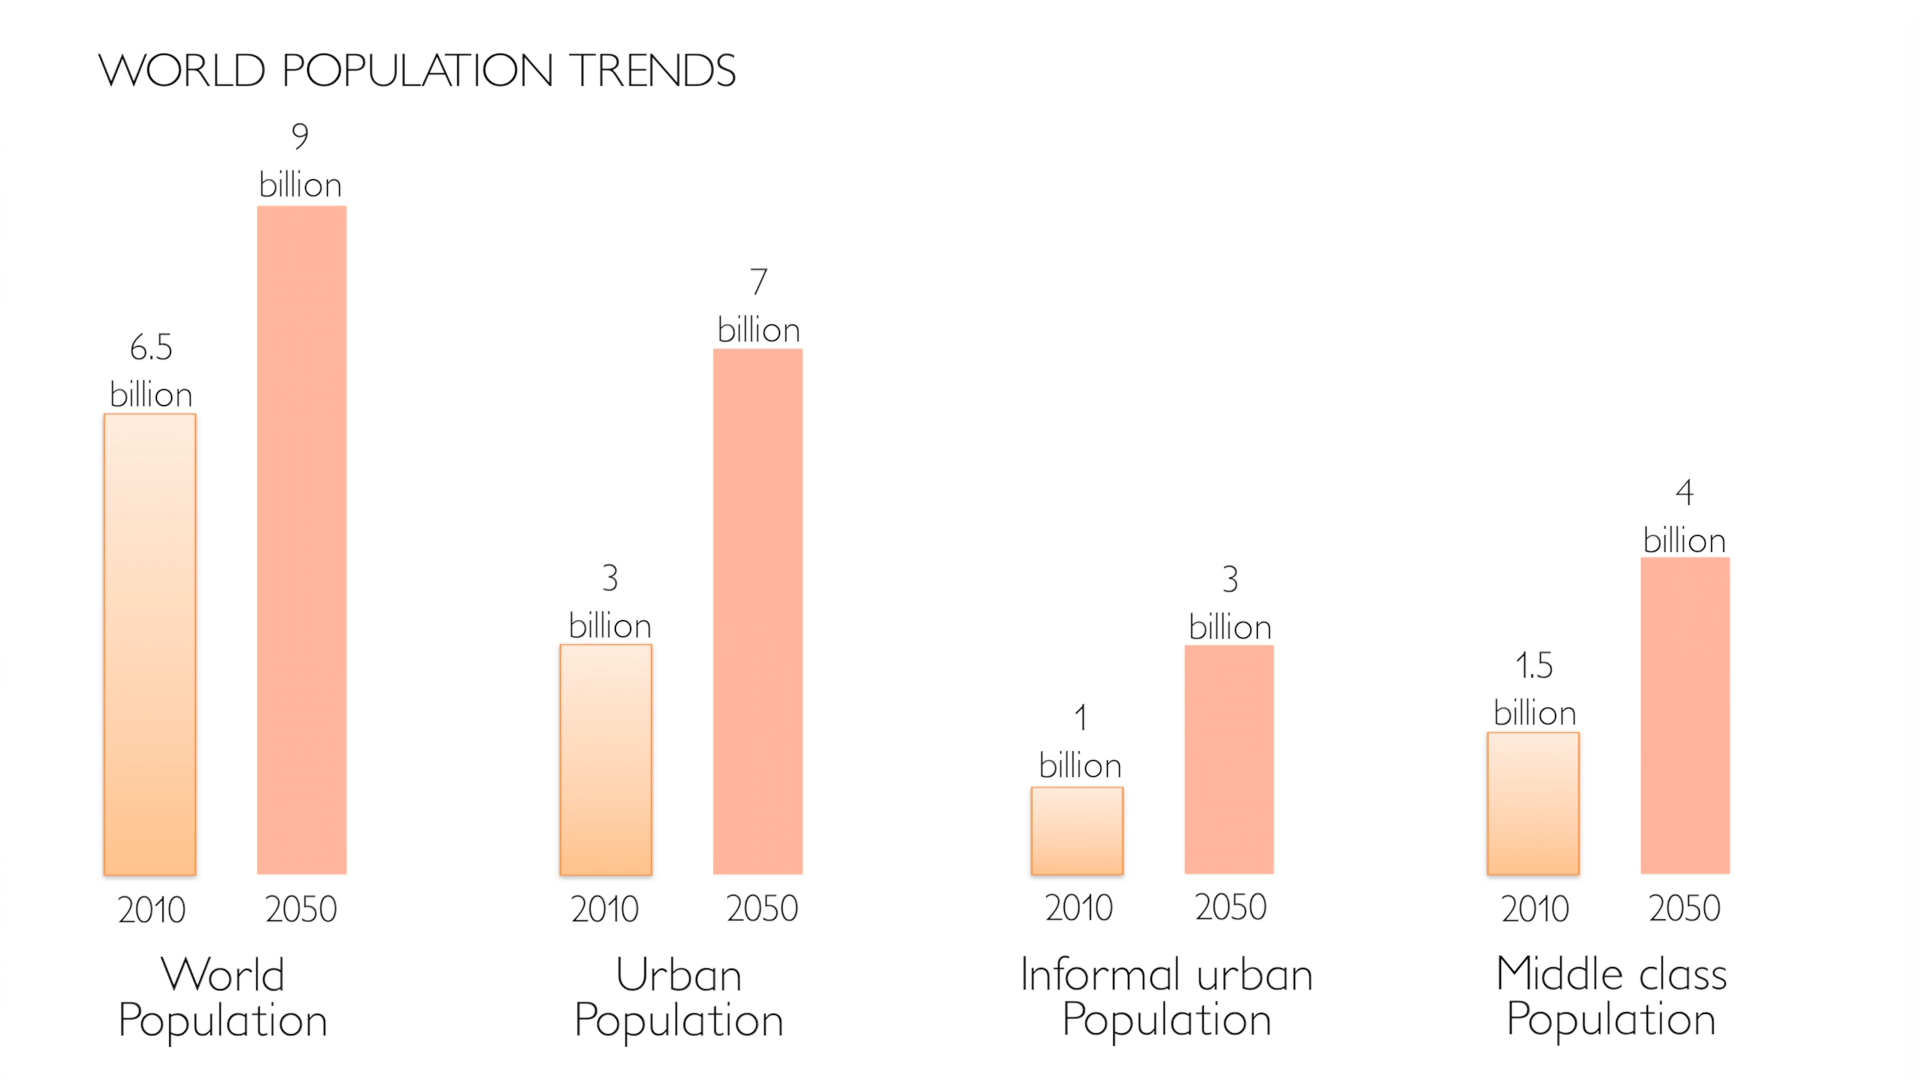 WORLD POPULATION TRENDS
9
billion
6.5
billion
2010
2050
World
Population
7
billion
3
billion
2010
2050
Urban
Population
3
billion
1
billion
2010
2050
Informal urban
Population
4
billion
1.5
billion
2010
2050
Middle class
Population